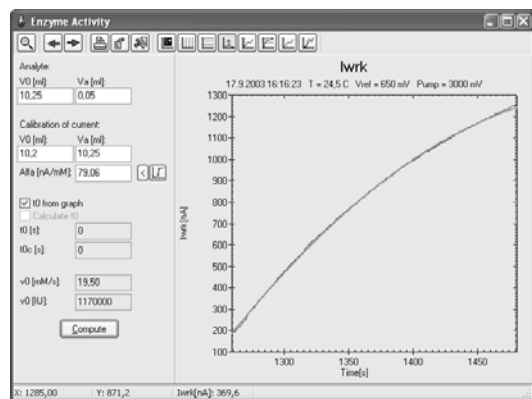 Enzyme Activity
Analyte:
V0 [ml]: Va [ml]:
10,25 0,05
Calibration of current:
V0 [ml]: Va [ml]:
10,2 10,25
Alfa [nA/mM]: 79,06 <
t0 from graph
Calculate t0
t0 [s]: 0
t0c [s]: 0
v0 [mM/s]: 19,50
v0 [IU]: 1170000
Compute
Iwrk
17.9.2003 16:16:23 T = 24,5 C Vref = 650 mV Pump = 3000 mV
1300
1200
1100
1000
900
800
700
600
500
400
300
200
100
Iwrk[nA]
1300 1350 1400 1450
Time[s]
X: 1285,00 Y: 871,2 Iwrk[nA]: 369,6